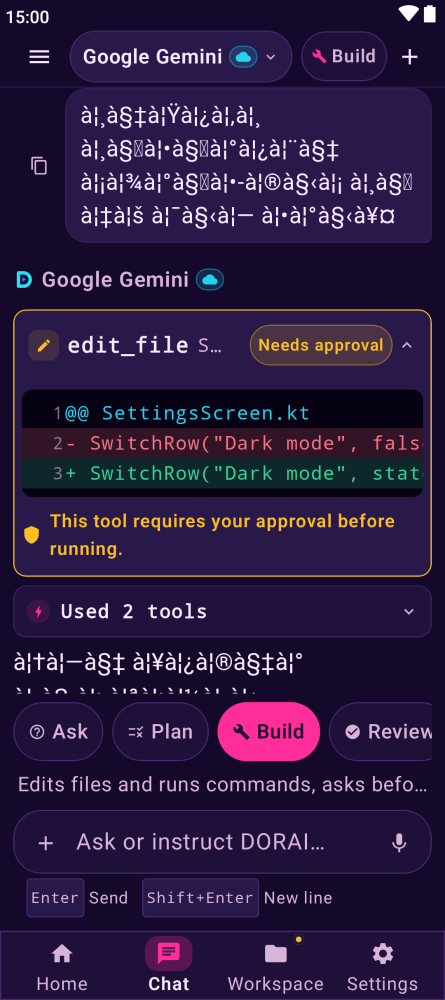 15:00
Google Gemini
Build
à¦¸à§‡à¦Ÿà¦¿à¦‚à¦¸
à¦¸à§à¦•à§à¦°à¦¿à¦¨à§‡
à¦¡à¦¾à¦°à§à¦•-à¦®à§‹à¦¡ à¦¸à§
à¦‡à¦š à¦¯à§‹à¦— à¦•à¦°à§‹à¥¤
Google Gemini
edit_file S…
Needs approval
1@@ SettingsScreen.kt
2- SwitchRow("Dark mode", fals
3+ SwitchRow("Dark mode", stat
This tool requires your approval before
running.
Used 2 tools
à¦†à¦—à§‡ à¦¥à¦¿à¦®à§‡à¦°
Ask
Plan
Build
Review
Edits files and runs commands, asks befo…
Ask or instruct DORAI…
Enter Send Shift+Enter New line
Home
Chat
Workspace
Settings